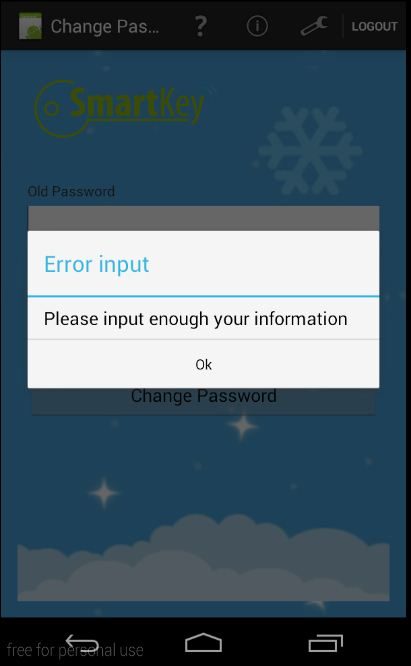 Change Pas...
?
LOGOUT
SmartKey
Old Password
Error input
Please input enough your information
Ok
Change Password
free for personal use